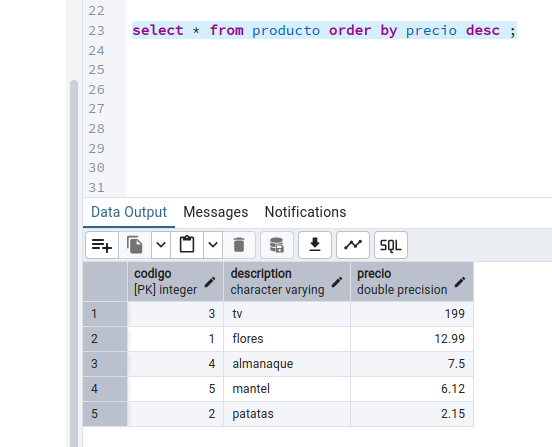 22
23 select * from producto order by precio desc ;
24
25
26
27
28
29
30
31
Data Output Messages Notifications
SQL
codigo description precio
[PK] integer character varying double precision
1 3 tv 199
2 1 flores 12.99
3 4 almanaque 7.5
4 5 mantel 6.12
5 2 patatas 2.15